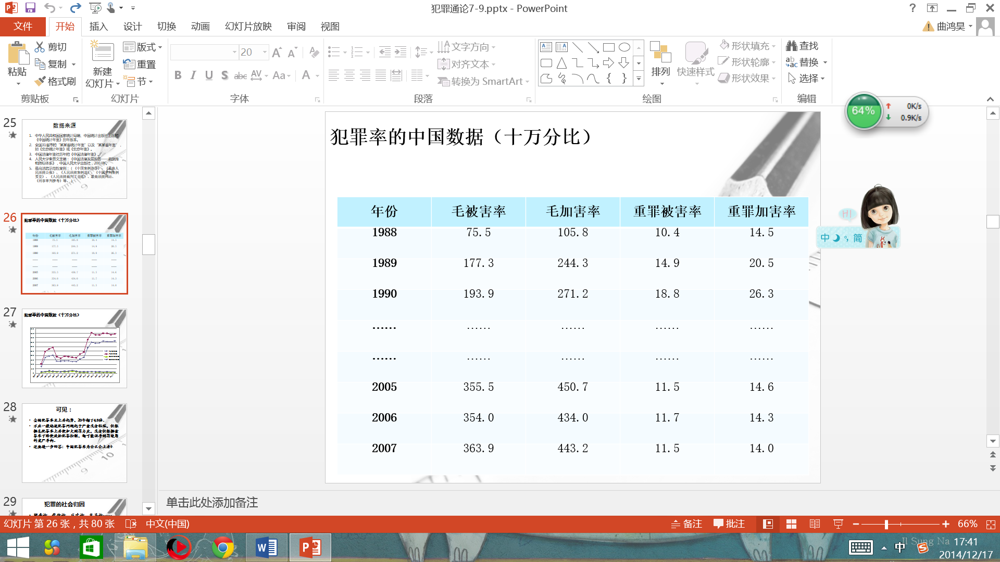 犯罪通论7-9.pptx - PowerPoint
文件 开始 插入 设计 切换 动画 幻灯片放映 审阅 视图 曲鸿昊
粘贴 剪切 复制 格式刷 剪贴板
新建 幻灯片 版式 重置 节 幻灯片
20 字体
文字方向 对齐文本 转换为 SmartArt 段落
排列 快速样式 形状填充 形状轮廓 形状效果 绘图
查找 替换 选择 编辑
64% 0K/s
0.9K/s
25
数据来源
26
犯罪率的中国数据（十万分比）
27
犯罪率的中国数据（十万分比）
28
可见：
29
犯罪的社会归因
犯罪率的中国数据（十万分比）
年份 毛被害率 毛加害率 重罪被害率 重罪加害率
1988 75.5 105.8 10.4 14.5
1989 177.3 244.3 14.9 20.5
1990 193.9 271.2 18.8 26.3
…… …… …… …… ……
…… …… …… …… ……
2005 355.5 450.7 11.5 14.6
2006 354.0 434.0 11.7 14.3
2007 363.9 443.2 11.5 14.0
HI
中 简
单击此处添加备注
幻灯片 第 26 张，共 80 张 中文(中国) 备注 批注 66%
Il Sung Na
中 17:41
2014/12/17